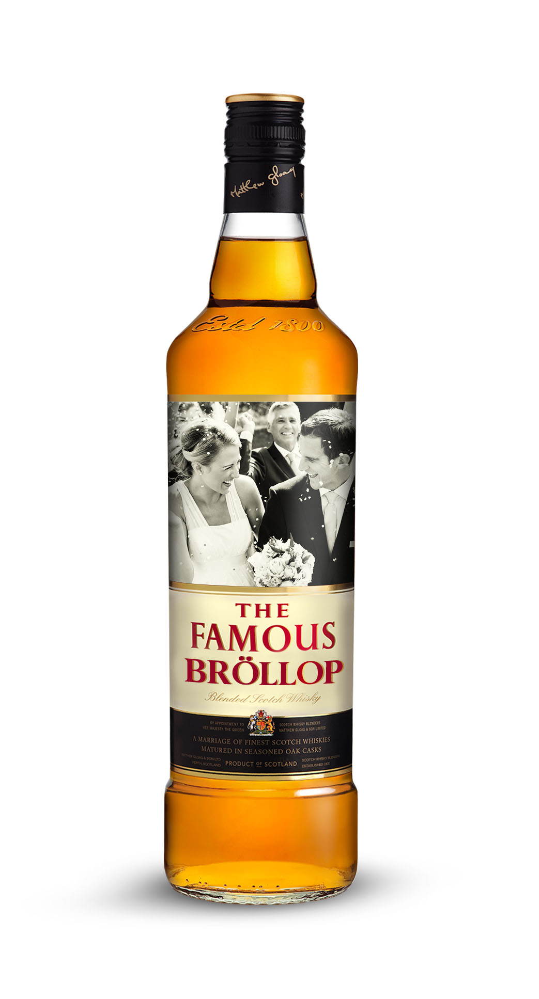 Matthew Gloag
Estd 1800
THE
FAMOUS
BRÖLLOP
Blended Scotch Whisky
BY APPOINTMENT TO
HER MAJESTY THE QUEEN
SCOTCH WHISKY BLENDERS
MATTHEW GLOAG & SON LIMITED
A MARRIAGE OF FINEST SCOTCH WHISKIES
MATURED IN SEASONED OAK CASKS
MATTHEW GLOAG & SON LTD
PERTH, SCOTLAND
PRODUCT OF SCOTLAND
SCOTCH WHISKY BLENDERS
ESTABLISHED 1800